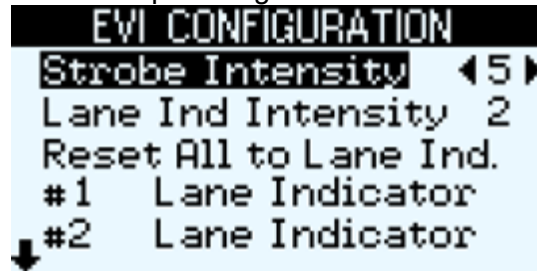 EVI CONFIGURATION
Strobe Intensity 5
Lane Ind Intensity 2
Reset All to Lane Ind.
#1 Lane Indicator
#2 Lane Indicator